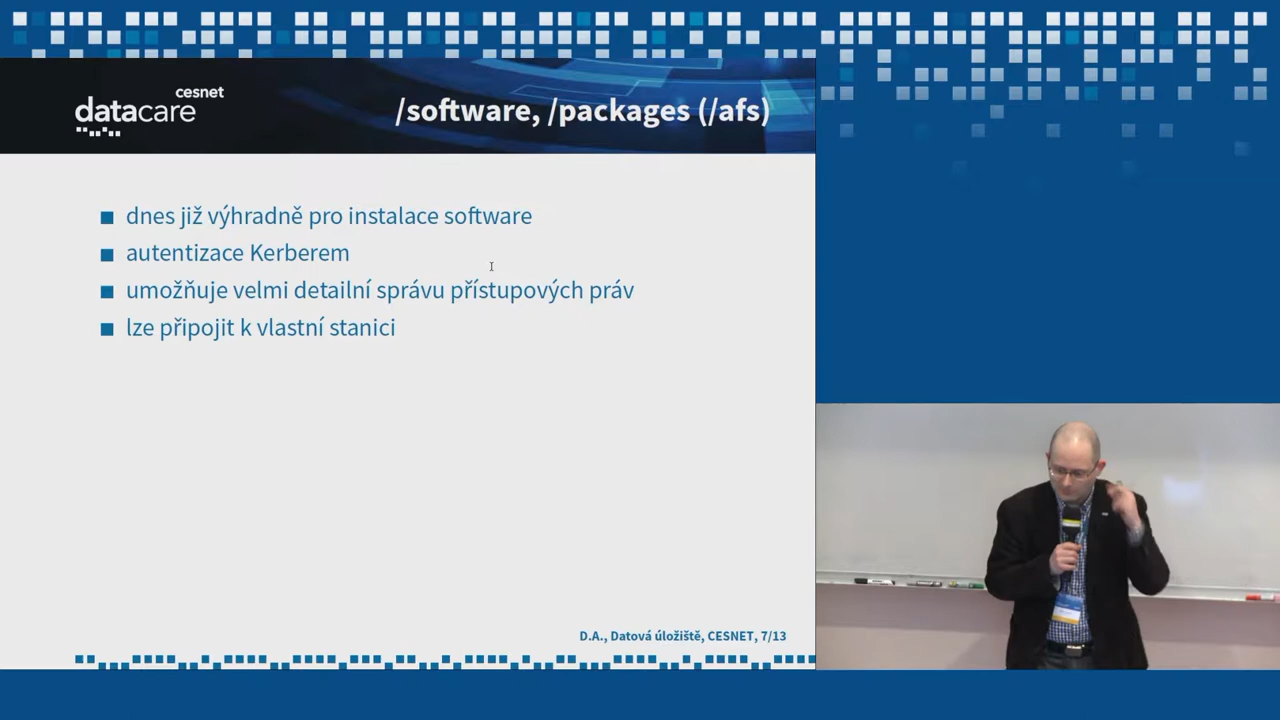 cesnet
datacare
/software, /packages (/afs)
dnes již výhradně pro instalace software
autentizace Kerberem
umožňuje velmi detailní správu přístupových práv
lze připojit k vlastní stanici
D.A., Datová úložiště, CESNET, 7/13